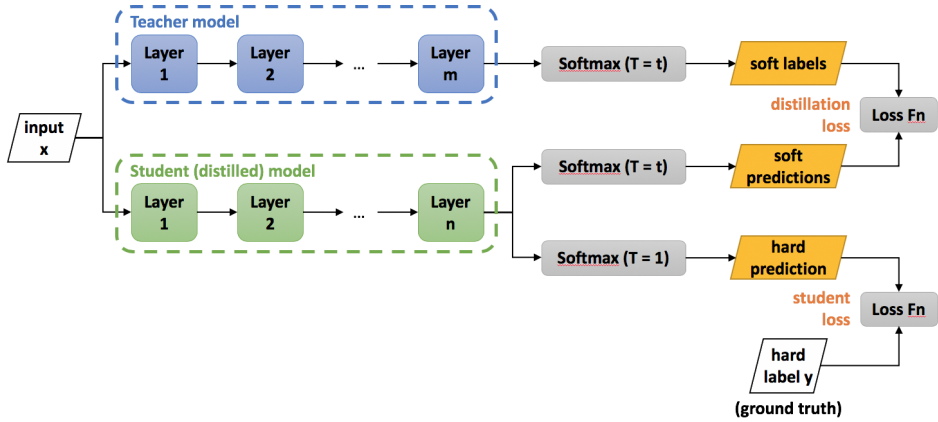 Teacher model
Layer
1
Layer
2
...
Layer
m
Softmax (T = t)
soft labels
distillation
loss
Loss Fn
input
x
Student (distilled) model
Layer
1
Layer
2
...
Layer
n
Softmax (T = t)
soft
predictions
Softmax (T = 1)
hard
prediction
student
loss
Loss Fn
hard
label y
(ground truth)